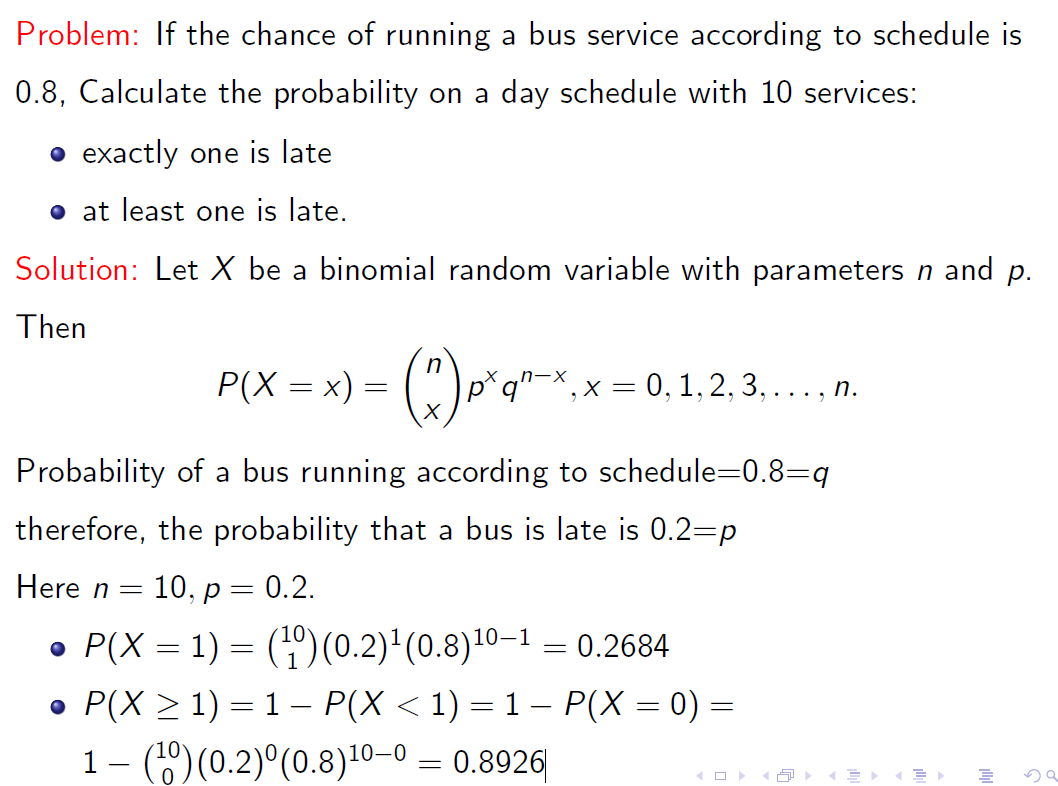 Problem: If the chance of running a bus service according to schedule is
0.8, Calculate the probability on a day schedule with 10 services:
• exactly one is late
• at least one is late.
Solution: Let X be a binomial random variable with parameters n and p.
Then
P(X = x) = \binom{n}{x} p^x q^{n−x}, x = 0, 1, 2, 3, . . . , n.
Probability of a bus running according to schedule=0.8=q
therefore, the probability that a bus is late is 0.2=p
Here n = 10, p = 0.2.
• P(X = 1) = \binom{10}{1}(0.2)^1(0.8)^{10−1} = 0.2684
• P(X ≥ 1) = 1 − P(X < 1) = 1 − P(X = 0) =
1 − \binom{10}{0}(0.2)^0(0.8)^{10−0} = 0.8926